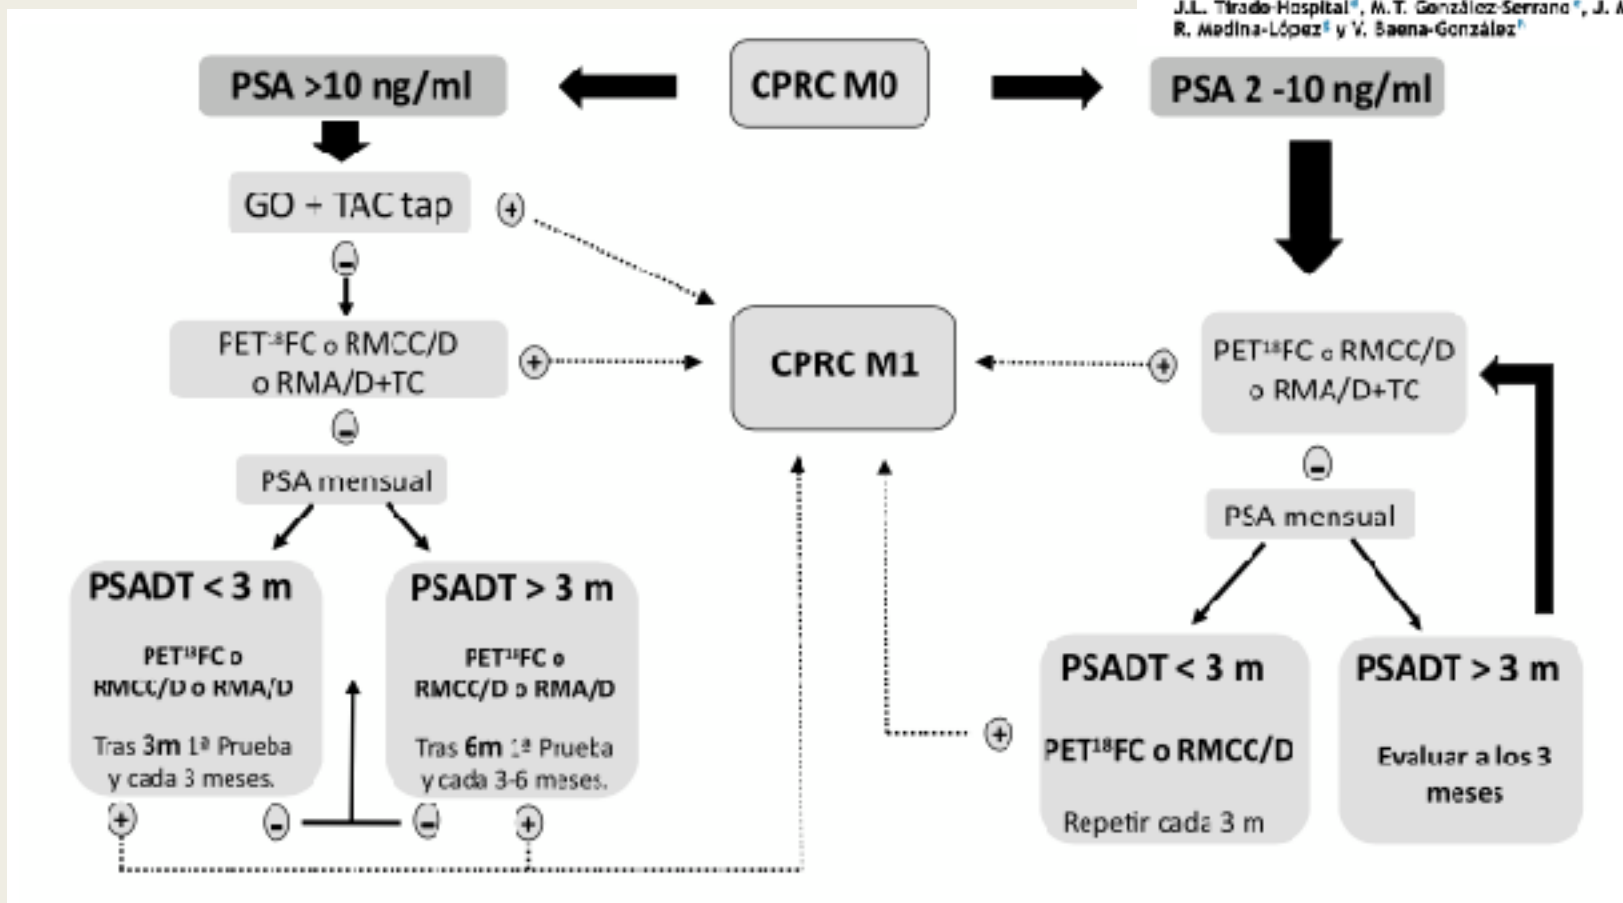 J.L. Tirado-Hospital, M.T. González-Serrano, J. M
R. Medina-López y V. Baena-González
PSA >10 ng/ml
CPRC M0
PSA 2 -10 ng/ml
GO + TAC tap
+
-
PET¹⁸FC o RMCC/D
o RMA/D+TC
+
CPRC M1
+
PET¹⁸FC o RMCC/D
o RMA/D+TC
-
PSA mensual
-
PSA mensual
PSADT < 3 m
PET¹⁸FC o
RMCC/D o RMA/D
Tras 3m 1ª Prueba
y cada 3 meses.
PSADT > 3 m
PET¹⁸FC o
RMCC/D o RMA/D
Tras 6m 1ª Prueba
y cada 3-6 meses.
+
-
-
+
+
PSADT < 3 m
PET¹⁸FC o RMCC/D
Repetir cada 3 m
PSADT > 3 m
Evaluar a los 3
meses